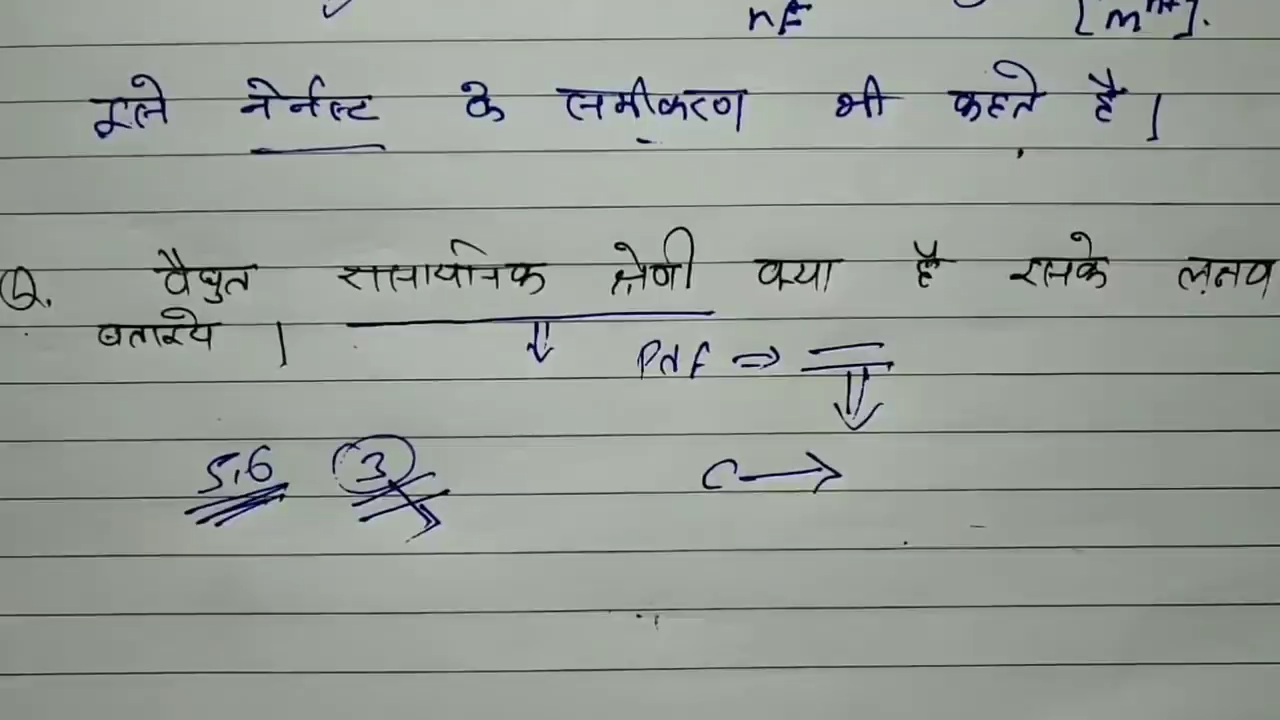 nF [m^n+].
इसे नेर्नस्ट के समीकरण भी कहते है।
Q. वैधुत रासायनिक श्रेणी क्या है इसके लक्षण
बताइये।
Pdf ⇒
5,6 3
C →